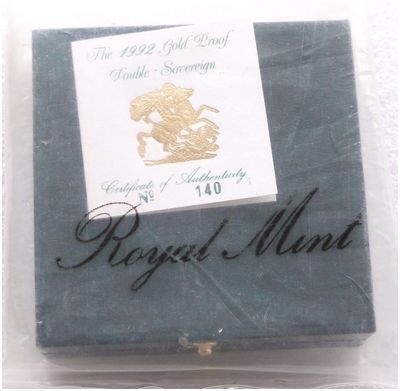 The 1992 Gold Proof
Double - Sovereign
Certificate of Authenticity
Nº 140
Royal Mint